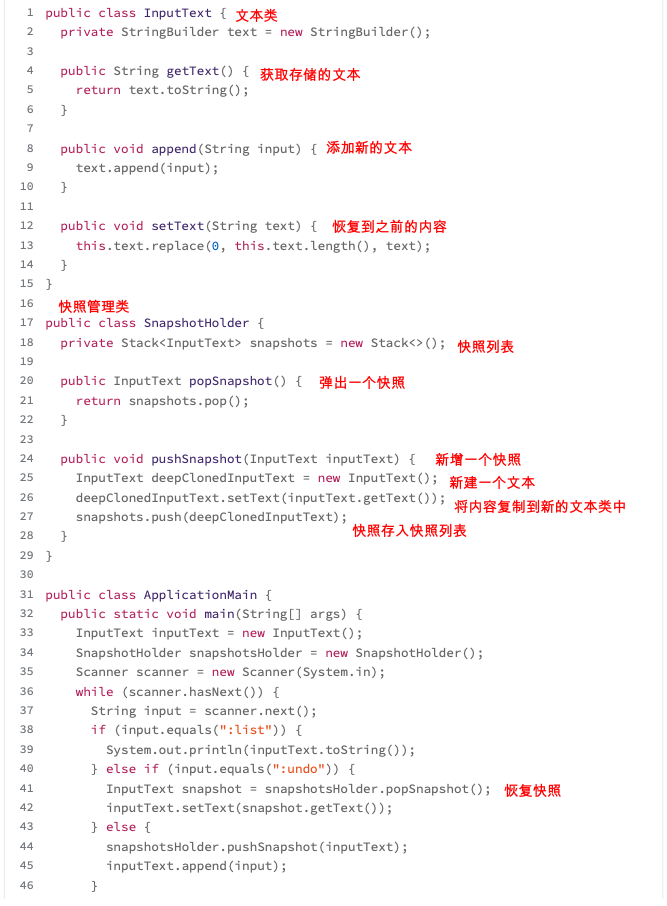 1 public class InputText { 文本类
2 private StringBuilder text = new StringBuilder();
3
4 public String getText() { 获取存储的文本
5 return text.toString();
6 }
7
8 public void append(String input) { 添加新的文本
9 text.append(input);
10 }
11
12 public void setText(String text) { 恢复到之前的内容
13 this.text.replace(0, this.text.length(), text);
14 }
15 }
16 快照管理类
17 public class SnapshotHolder {
18 private Stack<InputText> snapshots = new Stack<>(); 快照列表
19
20 public InputText popSnapshot() { 弹出一个快照
21 return snapshots.pop();
22 }
23
24 public void pushSnapshot(InputText inputText) { 新增一个快照
25 InputText deepClonedInputText = new InputText(); 新建一个文本
26 deepClonedInputText.setText(inputText.getText()); 将内容复制到新的文本类中
27 snapshots.push(deepClonedInputText);
28 } 快照存入快照列表
29 }
30
31 public class ApplicationMain {
32 public static void main(String[] args) {
33 InputText inputText = new InputText();
34 SnapshotHolder snapshotsHolder = new SnapshotHolder();
35 Scanner scanner = new Scanner(System.in);
36 while (scanner.hasNext()) {
37 String input = scanner.next();
38 if (input.equals(":list")) {
39 System.out.println(inputText.toString());
40 } else if (input.equals(":undo")) {
41 InputText snapshot = snapshotsHolder.popSnapshot(); 恢复快照
42 inputText.setText(snapshot.getText());
43 } else {
44 snapshotsHolder.pushSnapshot(inputText);
45 inputText.append(input);
46 }